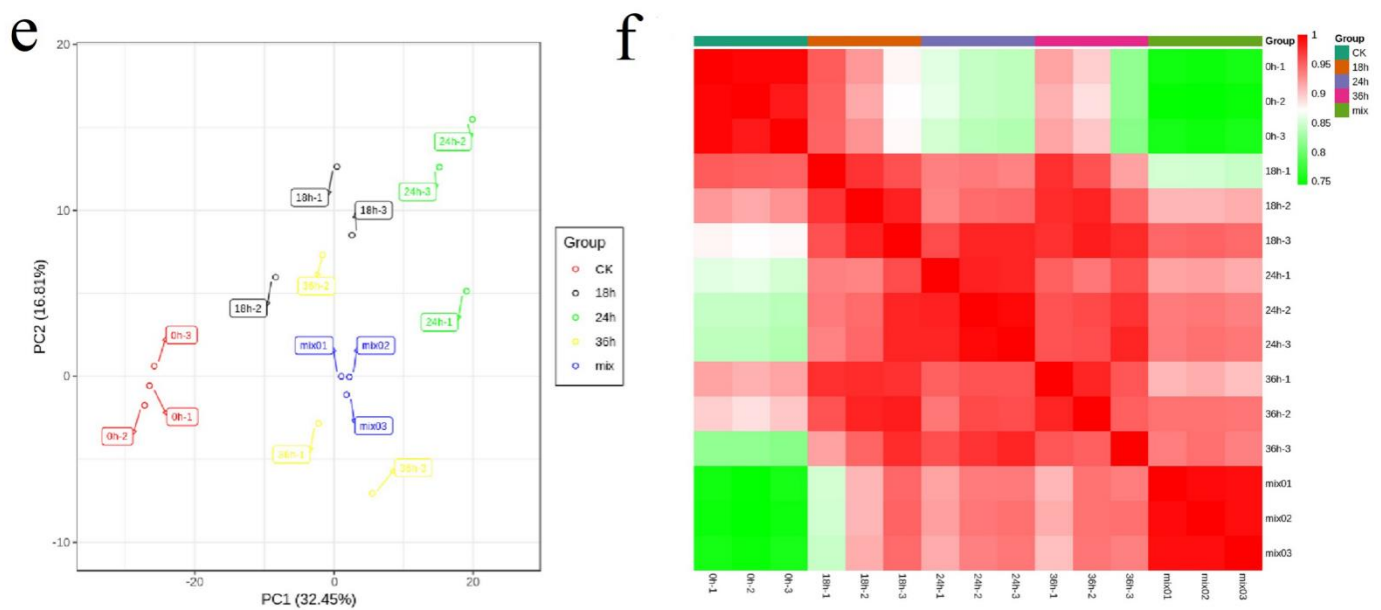 e
20
10
0
-10
PC2 (16.81%)
24h-2
24h-3
18h-1
18h-3
36h-2
18h-2
24h-1
0h-3
mix01
mix02
0h-1
0h-2
mix03
36h-1
-20
0
20
PC1 (32.45%)
Group
CK
18h
24h
36h
mix
f
Group
0h-1
0h-2
0h-3
18h-1
18h-2
18h-3
24h-1
24h-2
24h-3
36h-1
36h-2
36h-3
mix01
mix02
mix03
0h-1
0h-2
0h-3
18h-1
18h-2
18h-3
24h-1
24h-2
24h-3
36h-1
36h-2
36h-3
mix01
mix02
mix03
1
0.95
0.9
0.85
0.8
0.75
Group
CK
18h
24h
36h
mix